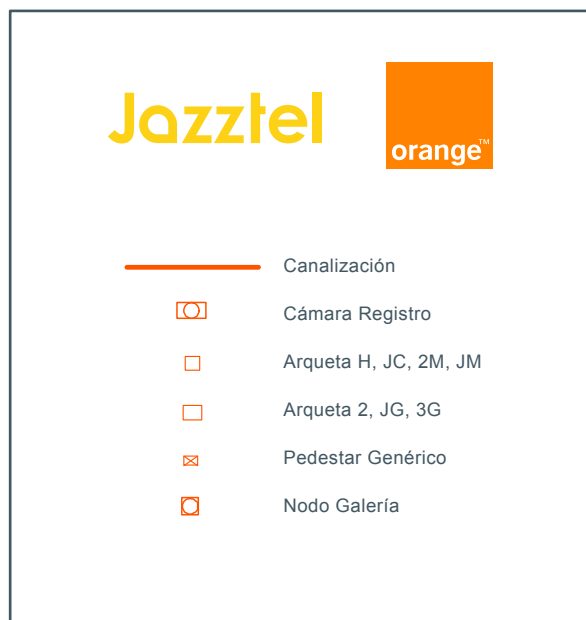 Jazztel
orange™
Canalización
Cámara Registro
Arqueta H, JC, 2M, JM
Arqueta 2, JG, 3G
Pedestar Genérico
Nodo Galería